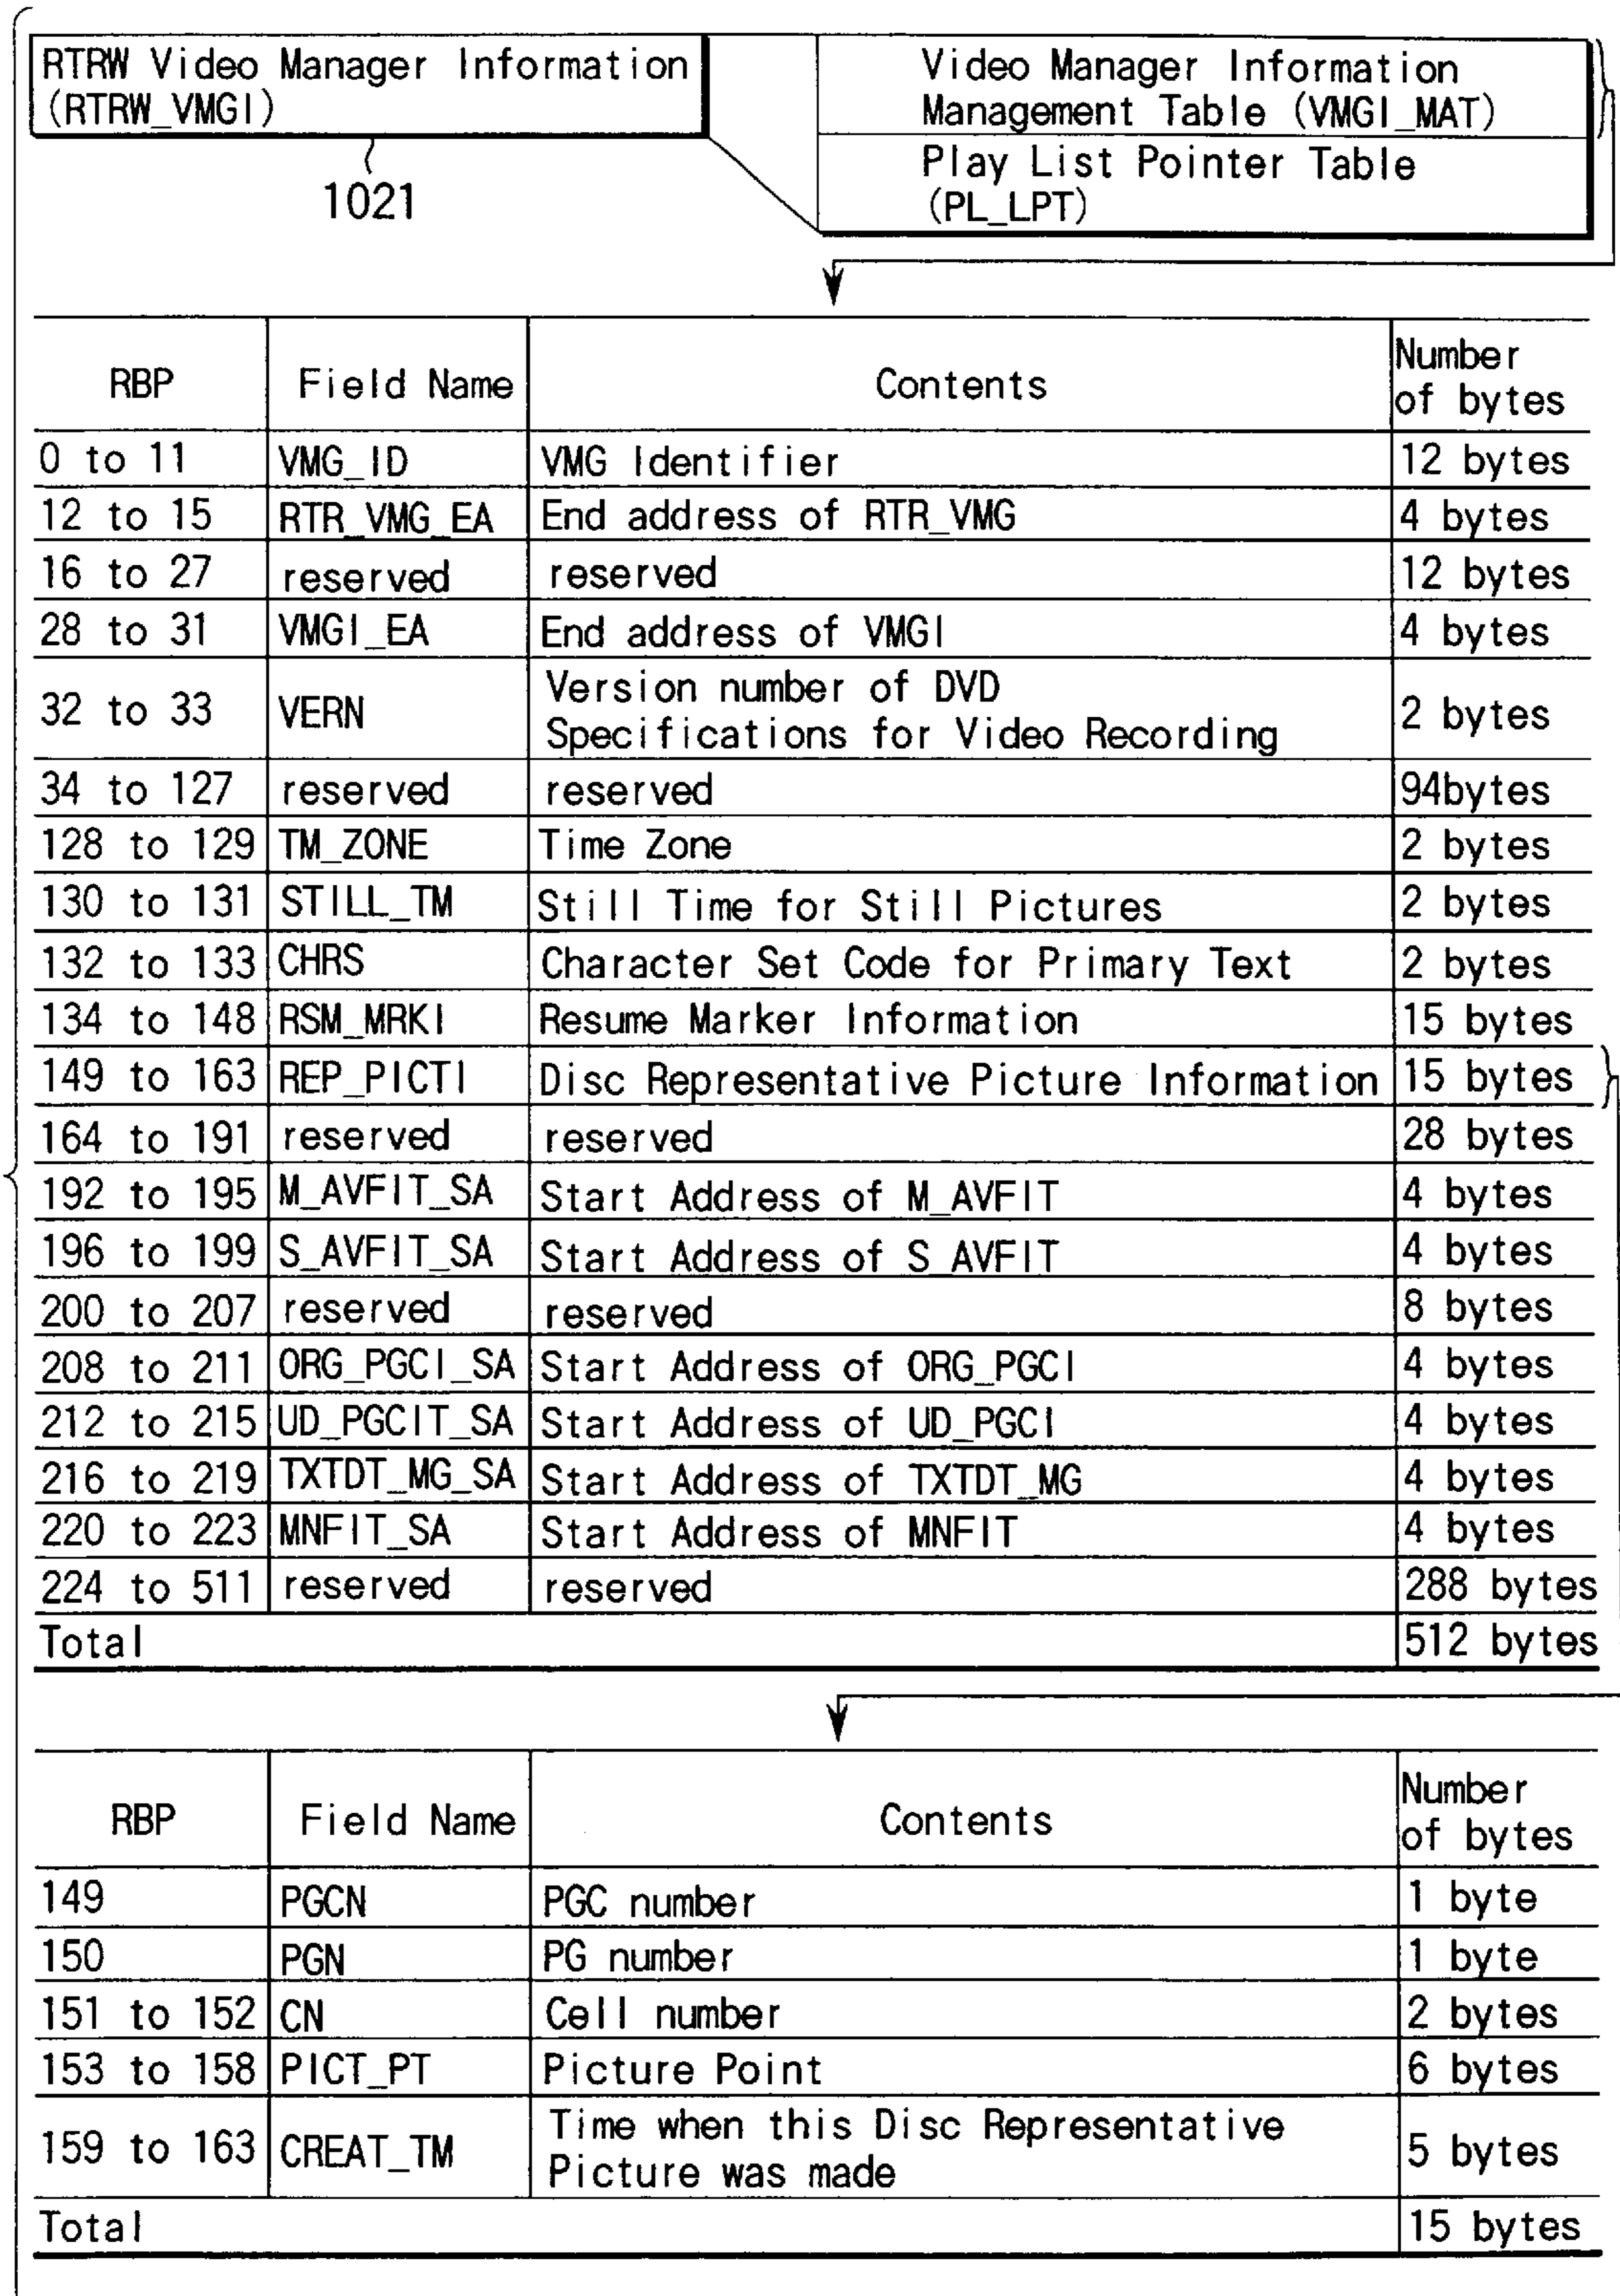 RTRW Video Manager Information
(RTRW_VMGI)
1021
Video Manager Information
Management Table (VMGI_MAT)
Play List Pointer Table
(PL_LPT)
RBP Field Name Contents Number of bytes
0 to 11 VMG_ID VMG Identifier 12 bytes
12 to 15 RTR_VMG_EA End address of RTR_VMG 4 bytes
16 to 27 reserved reserved 12 bytes
28 to 31 VMGI_EA End address of VMGI 4 bytes
32 to 33 VERN Version number of DVD
Specifications for Video Recording 2 bytes
34 to 127 reserved reserved 94bytes
128 to 129 TM_ZONE Time Zone 2 bytes
130 to 131 STILL_TM Still Time for Still Pictures 2 bytes
132 to 133 CHRS Character Set Code for Primary Text 2 bytes
134 to 148 RSM_MRKI Resume Marker Information 15 bytes
149 to 163 REP_PICTI Disc Representative Picture Information 15 bytes
164 to 191 reserved reserved 28 bytes
192 to 195 M_AVFIT_SA Start Address of M_AVFIT 4 bytes
196 to 199 S_AVFIT_SA Start Address of S_AVFIT 4 bytes
200 to 207 reserved reserved 8 bytes
208 to 211 ORG_PGCI_SA Start Address of ORG_PGCI 4 bytes
212 to 215 UD_PGCIT_SA Start Address of UD_PGCI 4 bytes
216 to 219 TXTDT_MG_SA Start Address of TXTDT_MG 4 bytes
220 to 223 MNFIT_SA Start Address of MNFIT 4 bytes
224 to 511 reserved reserved 288 bytes
Total 512 bytes
RBP Field Name Contents Number of bytes
149 PGCN PGC number 1 byte
150 PGN PG number 1 byte
151 to 152 CN Cell number 2 bytes
153 to 158 PICT_PT Picture Point 6 bytes
159 to 163 CREAT_TM Time when this Disc Representative
Picture was made 5 bytes
Total 15 bytes